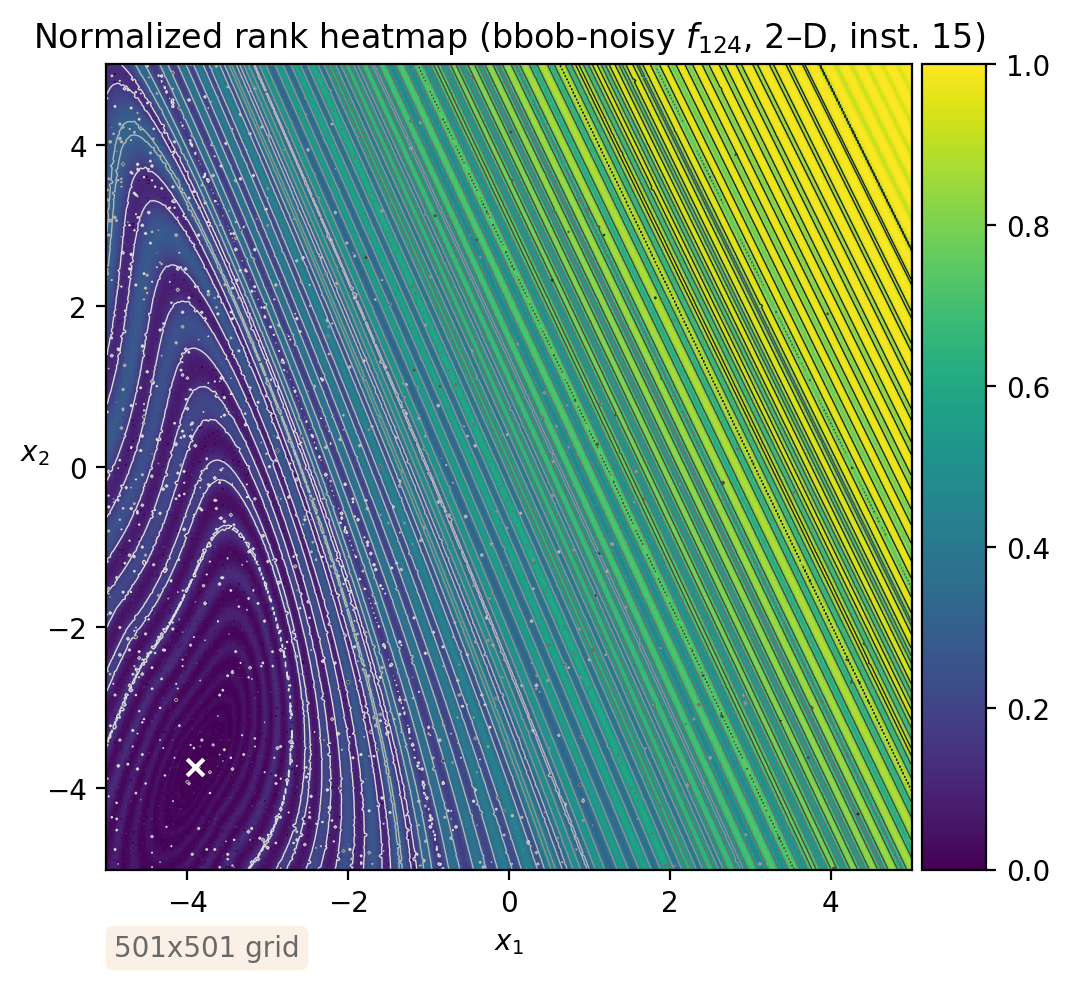 Normalized rank heatmap (bbob-noisy f₁₂₄, 2–D, inst. 15)
1.0
0.8
0.6
0.4
0.2
0.0
4
2
0
−2
−4
x₂
−4 −2 0 2 4
x₁
501x501 grid